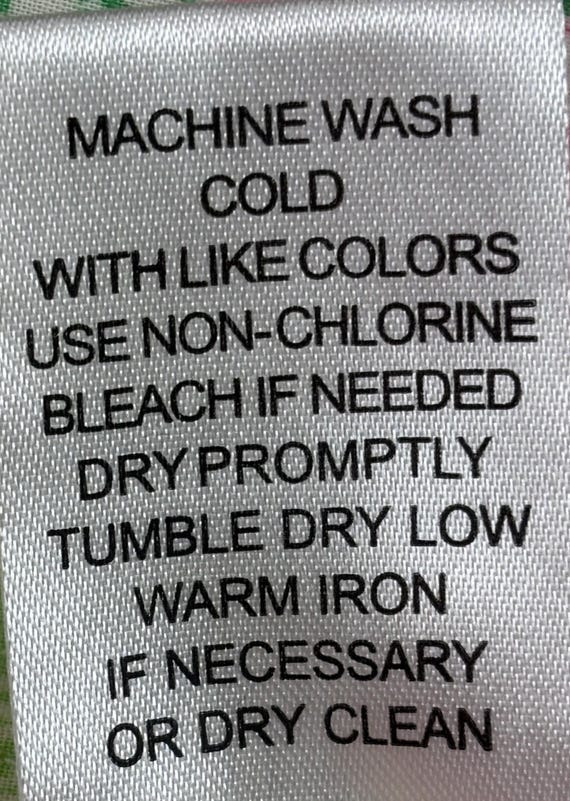 MACHINE WASH
COLD
WITH LIKE COLORS
USE NON-CHLORINE
BLEACH IF NEEDED
DRY PROMPTLY
TUMBLE DRY LOW
WARM IRON
IF NECESSARY
OR DRY CLEAN